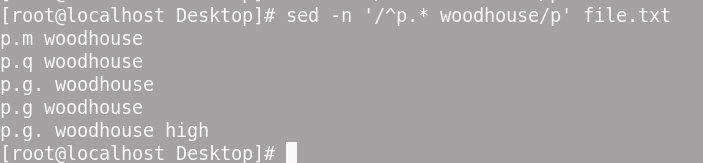 [root@localhost Desktop]# sed -n '/^p.* woodhouse/p' file.txt
p.m woodhouse
p.q woodhouse
p.g. woodhouse
p.g woodhouse
p.g. woodhouse high
[root@localhost Desktop]#